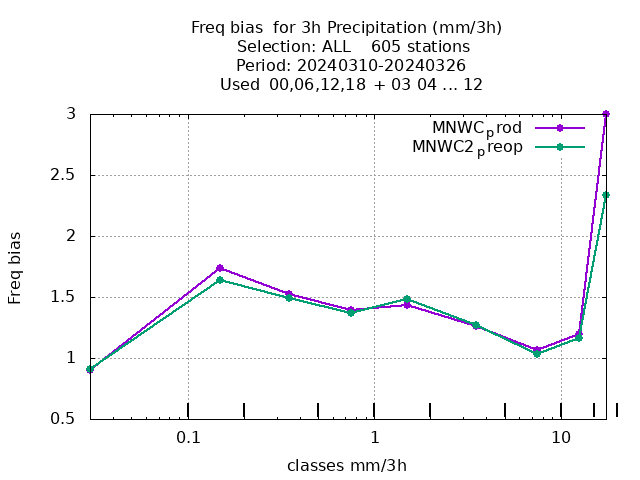 Freq bias  for 3h Precipitation (mm/3h)
Selection: ALL    605 stations
Period: 20240310-20240326
Used  00,06,12,18  + 03 04 ... 12
MNWCprod
MNWC2preop
3
2.5
2
1.5
1
0.5
Freq bias
0.1
1
10
classes mm/3h